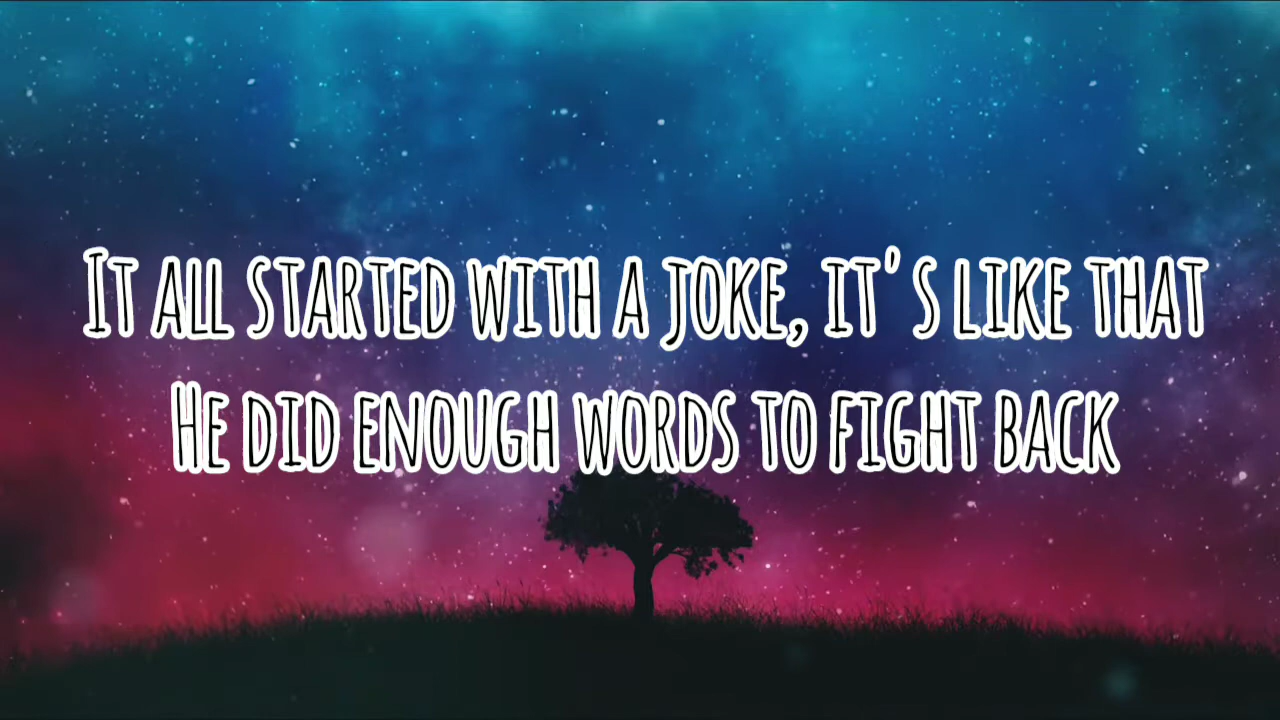 It all started with a joke, it's like that
He did enough words to fight back